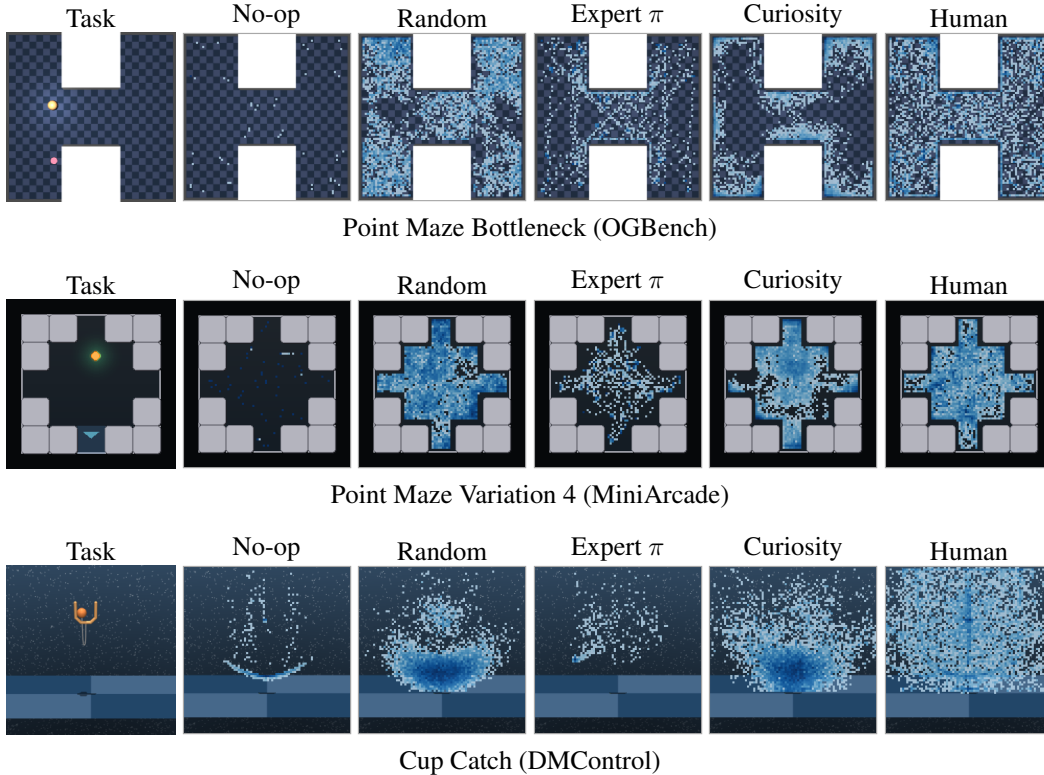 Task No-op Random Expert π Curiosity Human
Point Maze Bottleneck (OGBench)
Task No-op Random Expert π Curiosity Human
Point Maze Variation 4 (MiniArcade)
Task No-op Random Expert π Curiosity Human
Cup Catch (DMControl)